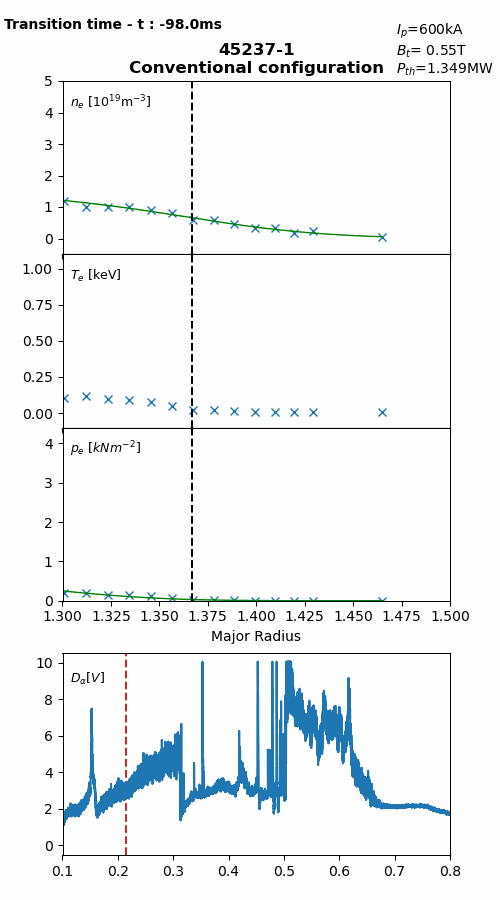 Transition time - t : -98.0ms
I_p=600kA
45237-1
B_t= 0.55T
Conventional configuration
P_th=1.349MW
5
n_e [10^19m^-3]
4
3
2
1
0
T_e [keV]
1.00
0.75
0.50
0.25
0.00
p_e [kNm^-2]
4
3
2
1
0
1.300 1.325 1.350 1.375 1.400 1.425 1.450 1.475 1.500
Major Radius
D_α[V]
10
8
6
4
2
0
0.1 0.2 0.3 0.4 0.5 0.6 0.7 0.8